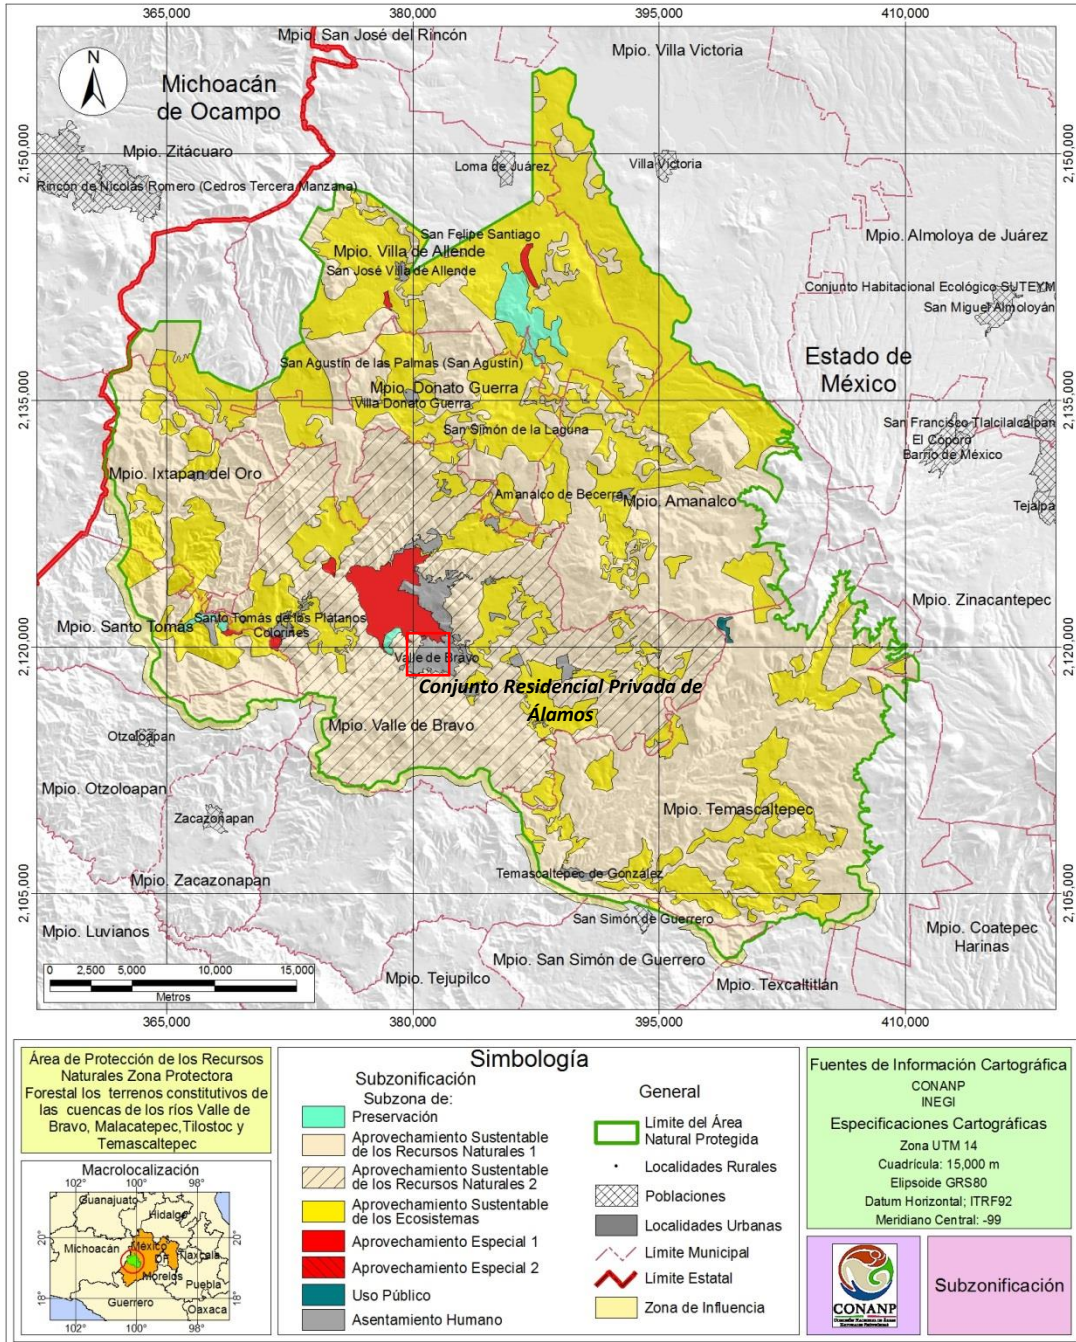 365,000
380,000
395,000
410,000
Mpio. San José del Rincón
Mpio. Villa Victoria
N
Michoacán
de Ocampo
2,150,000
2,150,000
Mpio. Zitácuaro
Loma de Juárez
Villa Victoria
Rincón de Nicolás Romero (Cedros Tercera Manzana)
San Felipe Santiago
Mpio. Almoloya de Juárez
Mpio. Villa de Allende
San José Villa de Allende
Conjunto Habitacional Ecológico SUTEYM
San Miguel Almoloyán
San Agustín de las Palmas (San Agustín)
Estado de
México
Mpio. Donato Guerra
Villa Donato Guerra
2,135,000
2,135,000
San Simón de la Laguna
San Francisco Tlalcilalcalpan
El Cóporo
Barrio de México
Mpio. Ixtapan del Oro
Amanalco de Becerra
Mpio. Amanalco
Tejalpa
Mpio. Zinacantepec
Santo Tomás de los Plátanos
Mpio. Santo Tomás
Colorines
2,120,000
2,120,000
Valle de Bravo
Conjunto Residencial Privada de
Álamos
Mpio. Valle de Bravo
Otzoloapan
Mpio. Otzoloapan
Zacazonapan
Mpio. Temascaltepec
Mpio. Zacazonapan
Temascaltepec de González
2,105,000
2,105,000
San Simón de Guerrero
Mpio. Luvianos
Mpio. Coatepec
Harinas
Mpio. San Simón de Guerrero
Mpio. Tejupilco
Mpio. Texcaltitlán
0 2,500 5,000 10,000 15,000
Metros
365,000
380,000
395,000
410,000
Área de Protección de los Recursos
Naturales Zona Protectora
Forestal los terrenos constitutivos de
las cuencas de los ríos Valle de
Bravo, Malacatepec,Tilostoc y
Temascaltepec
Macrolocalización
102° 100° 98°
Guanajuato
Hidalgo
20°
20°
Michoacán
México
DF
Tlaxcala
Morelos
Puebla
18°
18°
Guerrero
Oaxaca
102° 100° 98°
Simbología
Subzonificación
Subzona de:
Preservación
Aprovechamiento Sustentable
de los Recursos Naturales 1
Aprovechamiento Sustentable
de los Recursos Naturales 2
Aprovechamiento Sustentable
de los Ecosistemas
Aprovechamiento Especial 1
Aprovechamiento Especial 2
Uso Público
Asentamiento Humano
General
Límite del Área
Natural Protegida
Localidades Rurales
Poblaciones
Localidades Urbanas
Límite Municipal
Límite Estatal
Zona de Influencia
Fuentes de Información Cartográfica
CONANP
INEGI
Especificaciones Cartográficas
Zona UTM 14
Cuadrícula: 15,000 m
Elipsoide GRS80
Datum Horizontal; ITRF92
Meridiano Central: -99
CONANP
Subzonificación